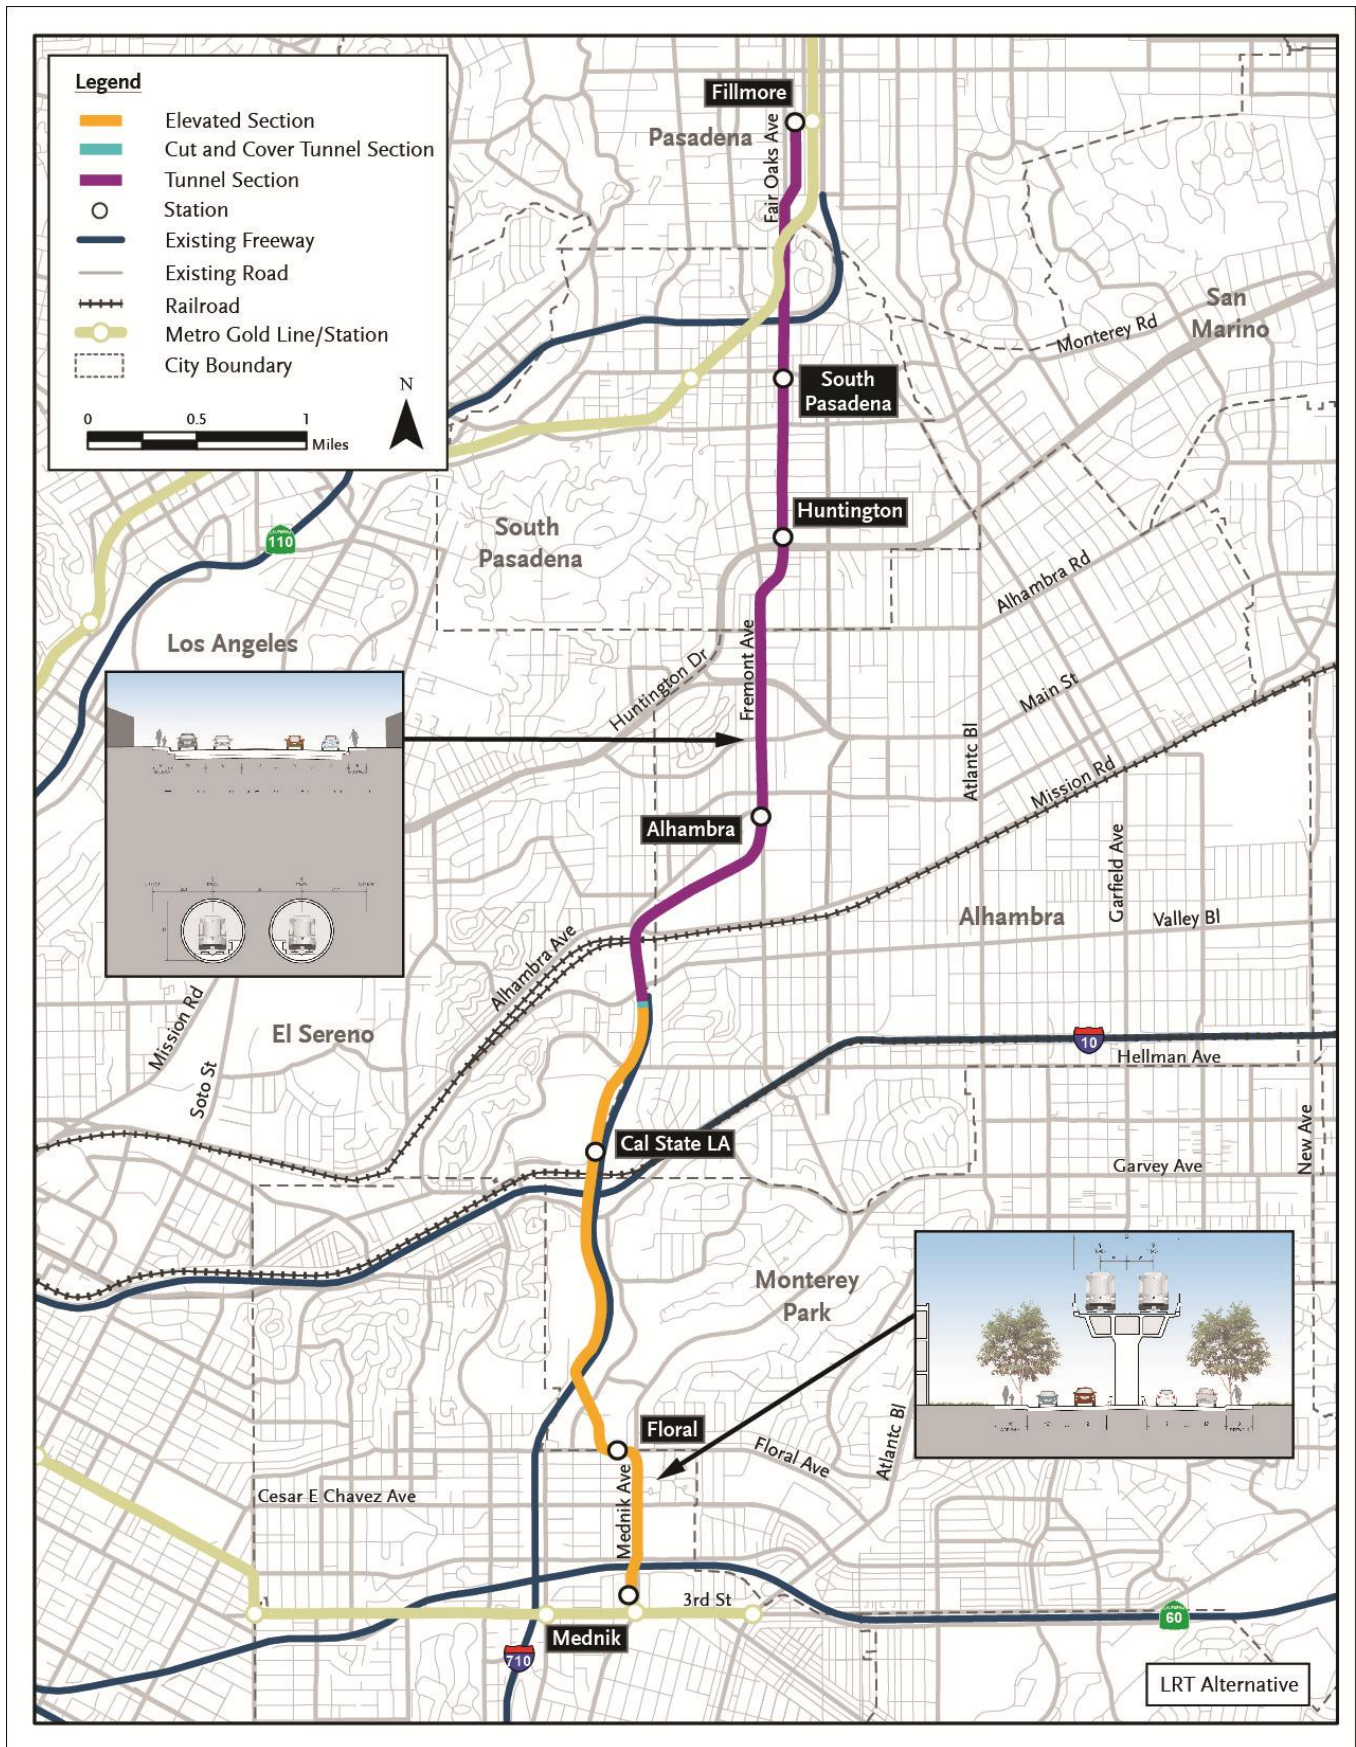 Legend
Elevated Section
Cut and Cover Tunnel Section
Tunnel Section
Station
Existing Freeway
Existing Road
Railroad
Metro Gold Line/Station
City Boundary
N
0 0.5 1
Miles
Fillmore
Pasadena
Fair Oaks Ave
San
Marino
Monterey Rd
South
Pasadena
Huntington
South
Pasadena
CALIFORNIA
110
Alhambra Rd
Los Angeles
Fremont Ave
Huntington Dr
Main St
Atlantc Bl
Mission Rd
Alhambra
Garfield Ave
Alhambra
Valley Bl
Alhambra Ave
Mission Rd
El Sereno
10
Hellman Ave
Soto St
New Ave
Cal State LA
Garvey Ave
Monterey
Park
Floral
Floral Ave
Atlantc Bl
Cesar E Chavez Ave
Mednik Ave
3rd St
CALIFORNIA
60
Mednik
710
LRT Alternative